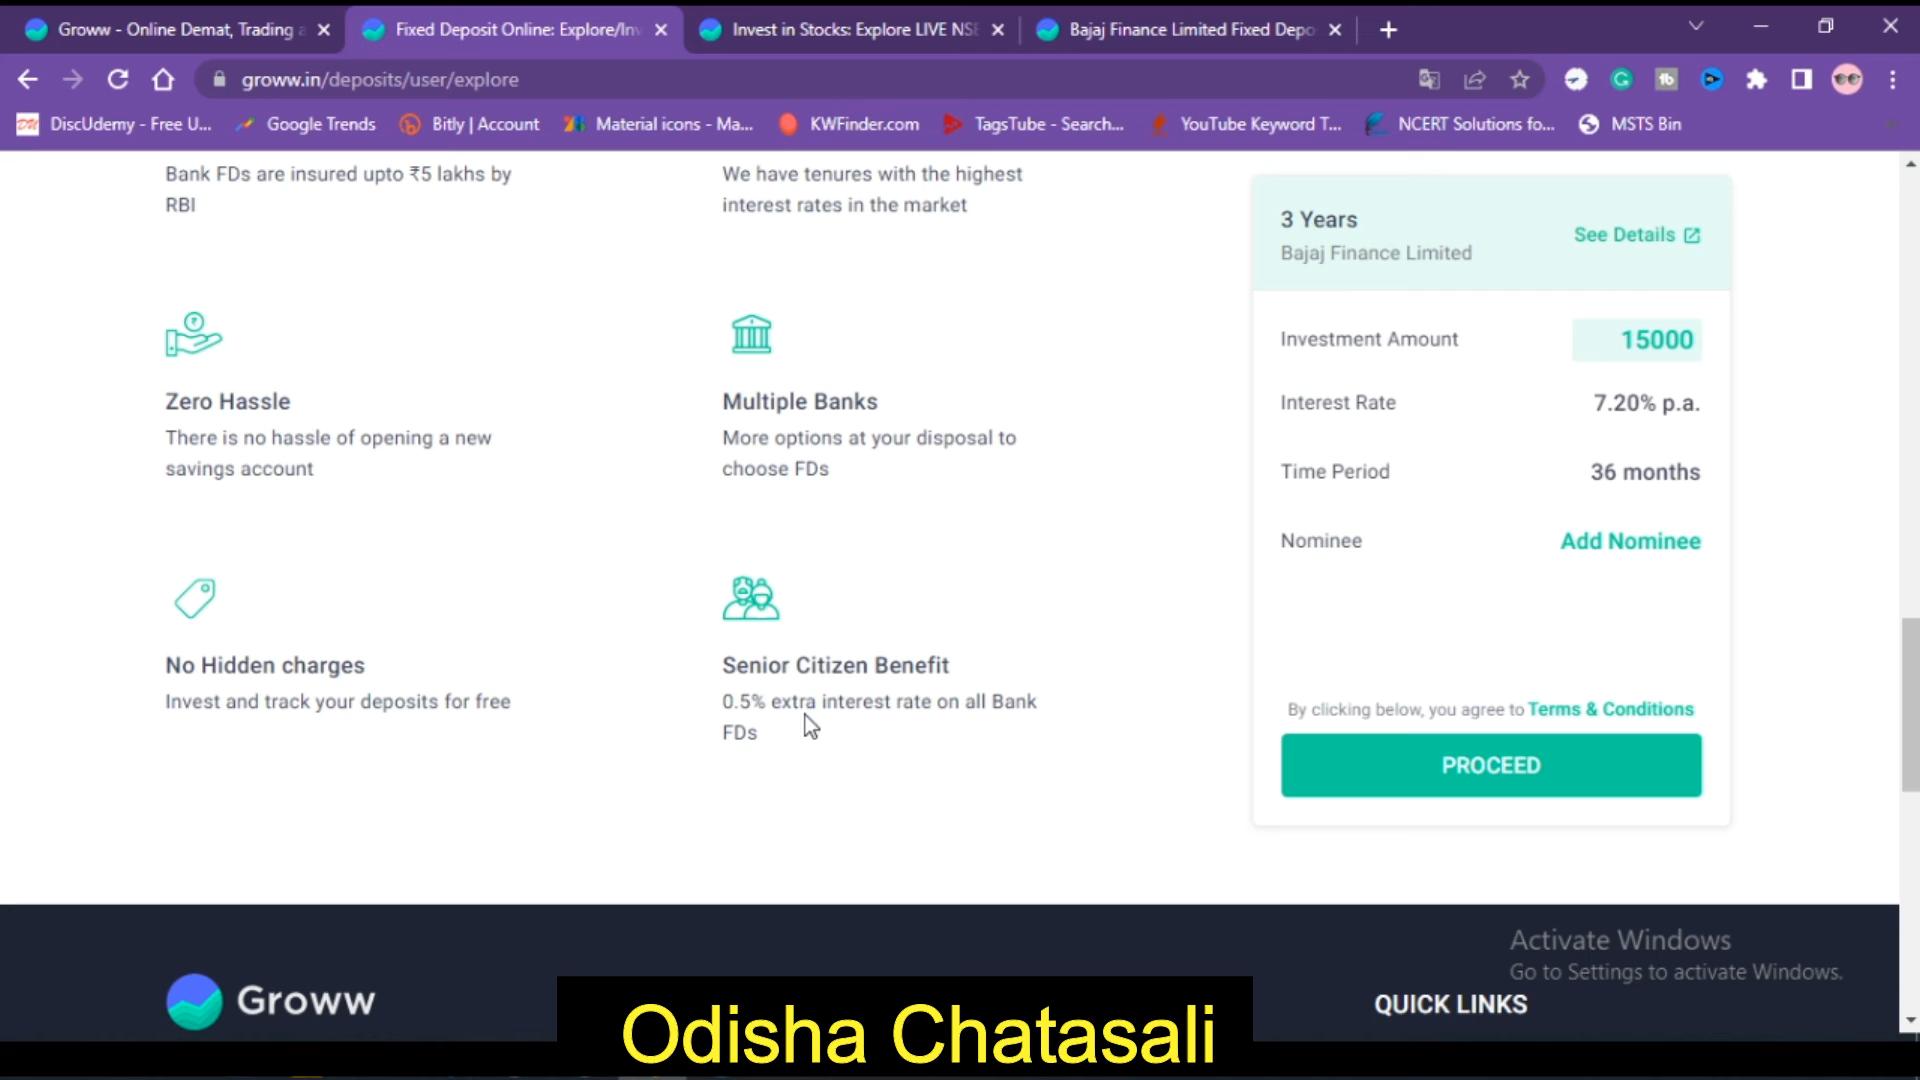 Groww - Online Demat, Trading a
Fixed Deposit Online: Explore/Inv
Invest in Stocks: Explore LIVE NSE
Bajaj Finance Limited Fixed Depo
groww.in/deposits/user/explore
DiscUdemy - Free U...
Google Trends
Bitly | Account
Material icons - Ma...
KWFinder.com
TagsTube - Search...
YouTube Keyword T...
NCERT Solutions fo...
MSTS Bin
Bank FDs are insured upto ₹5 lakhs by
RBI
We have tenures with the highest
interest rates in the market
Zero Hassle
There is no hassle of opening a new
savings account
Multiple Banks
More options at your disposal to
choose FDs
No Hidden charges
Invest and track your deposits for free
Senior Citizen Benefit
0.5% extra interest rate on all Bank
FDs
3 Years
Bajaj Finance Limited
See Details
Investment Amount 15000
Interest Rate 7.20% p.a.
Time Period 36 months
Nominee Add Nominee
By clicking below, you agree to Terms & Conditions
PROCEED
Activate Windows
Go to Settings to activate Windows.
Groww
QUICK LINKS
Odisha Chatasali